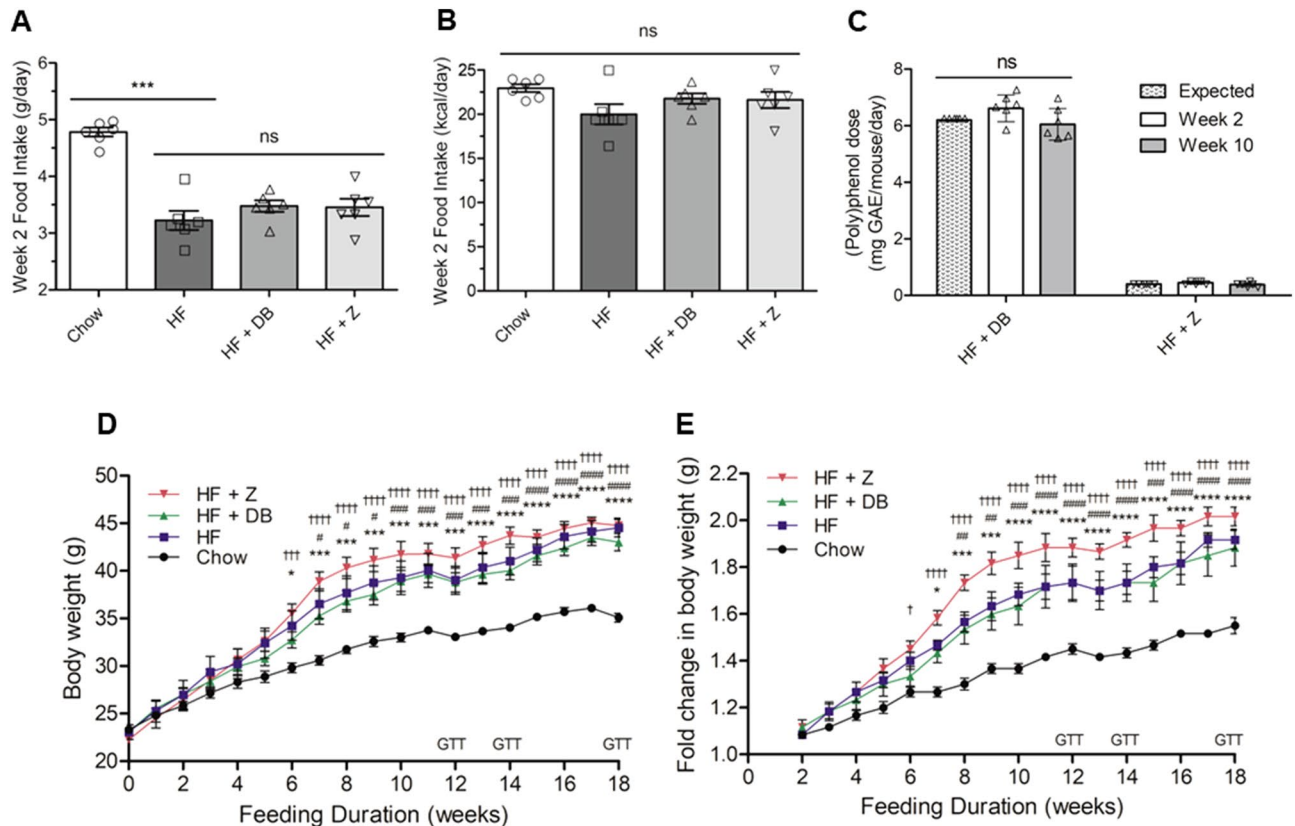 A
Week 2 Food Intake (g/day)
6
5
4
3
2
***
ns
Chow
HF
HF + DB
HF + Z
B
Week 2 Food Intake (kcal/day)
25
20
15
10
5
0
ns
Chow
HF
HF + DB
HF + Z
C
(Poly)phenol dose
(mg GAE/mouse/day)
8
6
4
2
0
ns
Expected
Week 2
Week 10
HF + DB
HF + Z
D
Body weight (g)
50
45
40
35
30
25
20
HF + Z
HF + DB
HF
Chow
††† 
*
††††
#
***
††††
#
***
††††
#
***
††††
###
***
††††
###
***
††††
###
***
††††
###
****
††††
###
****
††††
####
****
††††
####
****
††††
####
****
††††
####
****
GTT GTT GTT
0 2 4 6 8 10 12 14 16 18
Feeding Duration (weeks)
E
Fold change in body weight (g)
2.2
2.0
1.8
1.6
1.4
1.2
1.0
HF + Z
HF + DB
HF
Chow
†
††††
*
††††
##
***
††††
##
***
††††
###
****
††††
####
****
††††
####
****
††††
####
****
††††
####
****
††††
####
****
††††
####
****
††††
####
****
††††
####
****
GTT GTT GTT
0 2 4 6 8 10 12 14 16 18
Feeding Duration (weeks)